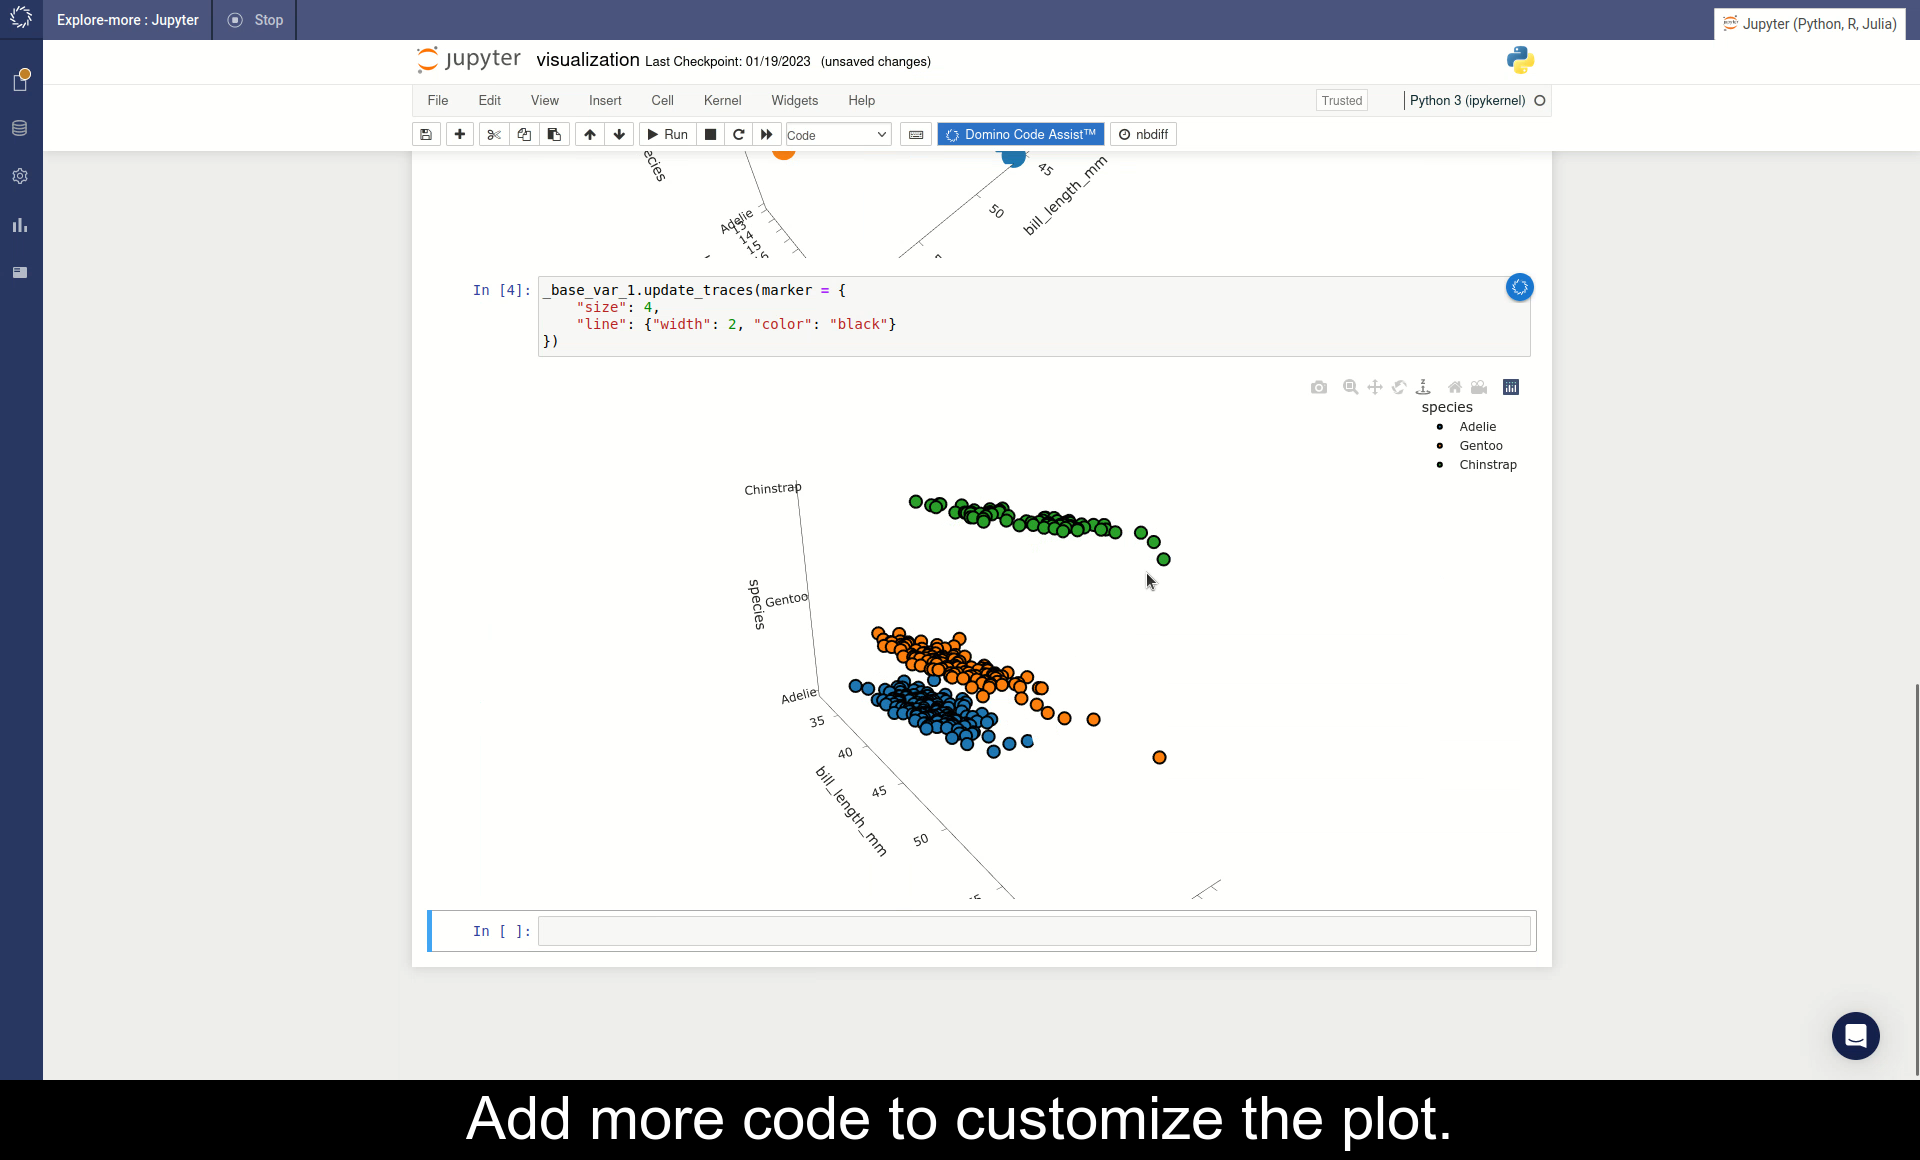 Explore-more : Jupyter
Stop
Jupyter (Python, R, Julia)
jupyter visualization Last Checkpoint: 01/19/2023 (unsaved changes)
File Edit View Insert Cell Kernel Widgets Help
Trusted
Python 3 (ipykernel)
Run
Code
Domino Code Assist™
nbdiff
Adelie
13
14
15
45
50
bill_length_mm
In [4]:
_base_var_1.update_traces(marker = {
"size": 4,
"line": {"width": 2, "color": "black"}
})
species
Adelie
Gentoo
Chinstrap
Chinstrap
species
Gentoo
Adelie
35
40
45
50
bill_length_mm
In [ ]:
Add more code to customize the plot.